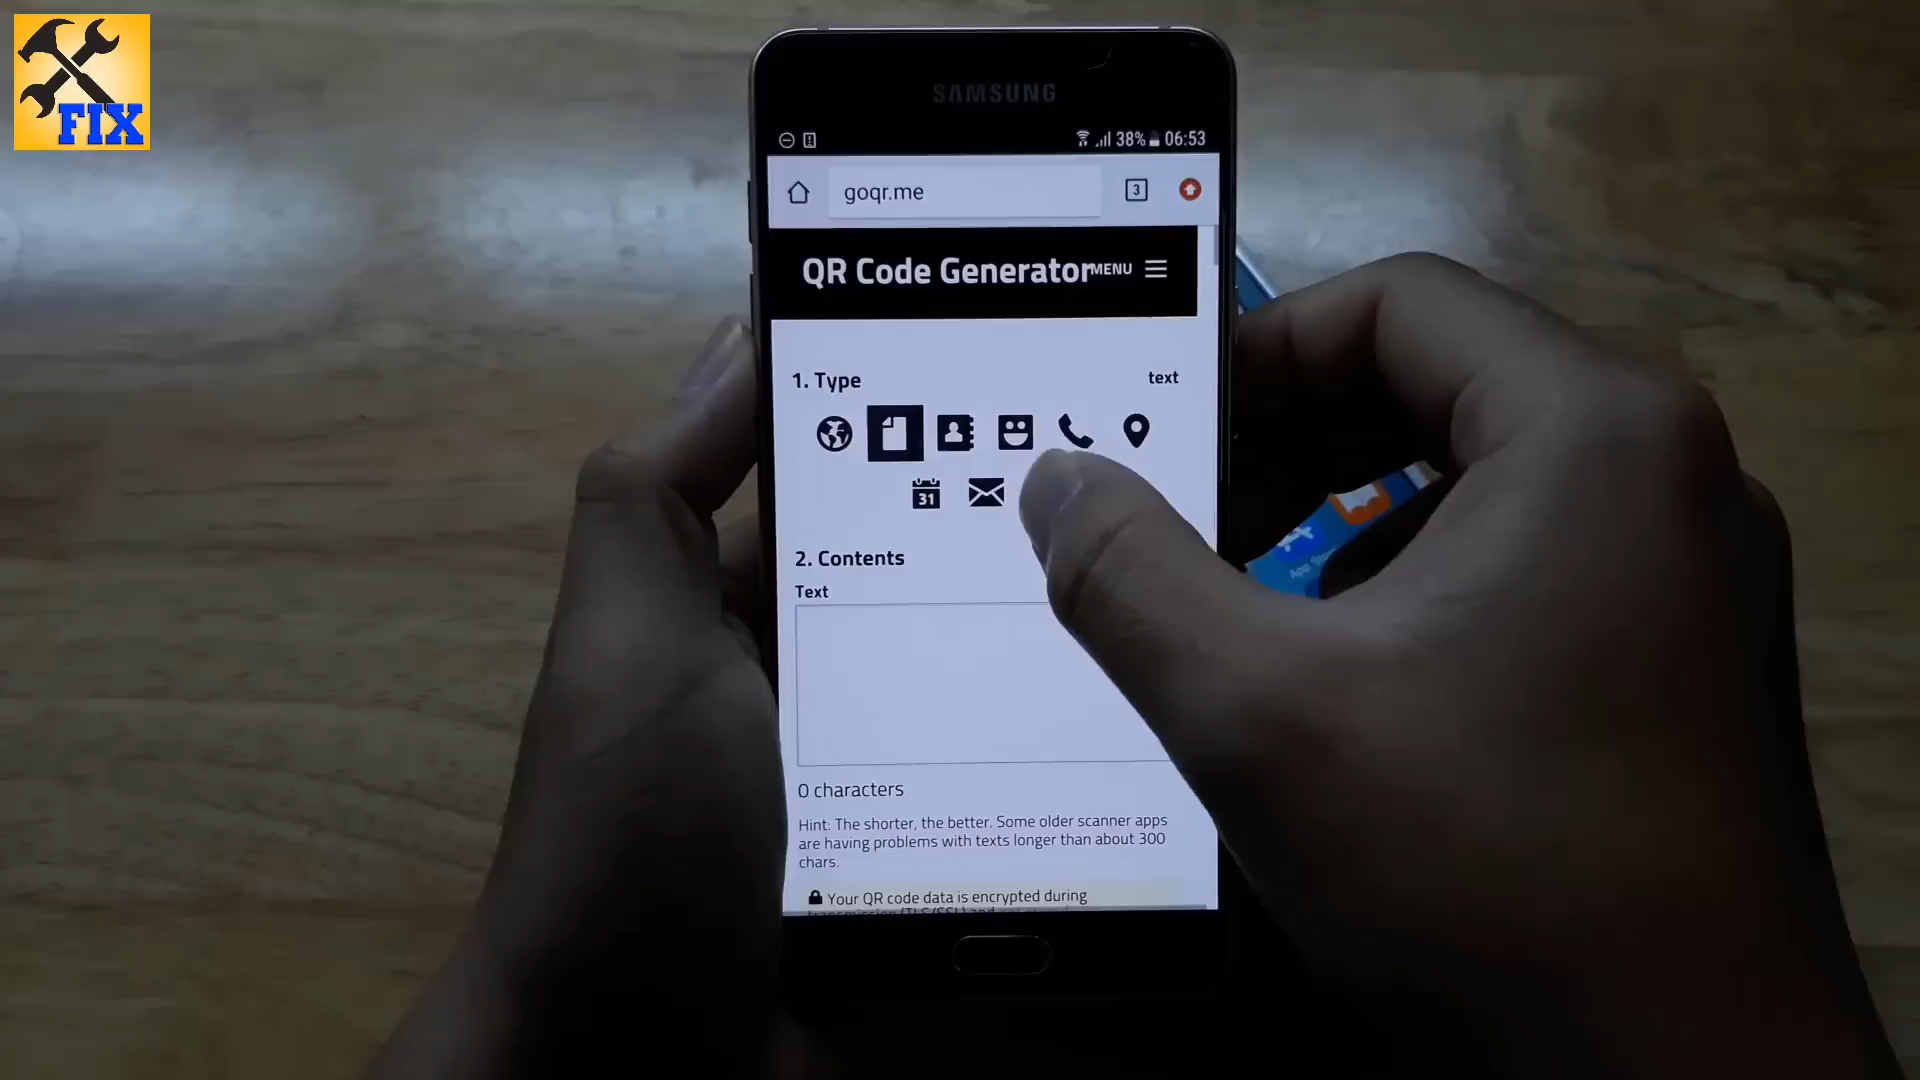 FIX
SAMSUNG
38% 06:53
goqr.me
3
QR Code Generator
MENU
1. Type
text
31
2. Contents
Text
0 characters
Hint: The shorter, the better. Some older scanner apps
are having problems with texts longer than about 300
chars.
Your QR code data is encrypted during
App